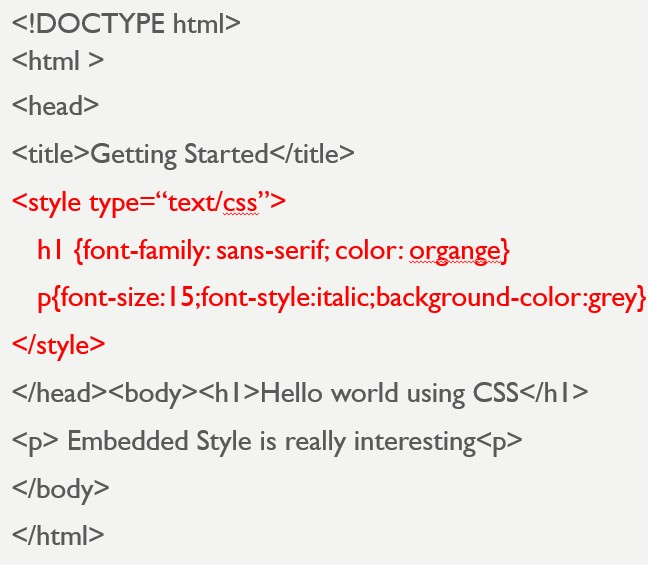 <!DOCTYPE html>
<html >
<head>
<title>Getting Started</title>
<style type=“text/css”>
h1 {font-family: sans-serif; color: organge}
p{font-size:15;font-style:italic;background-color:grey}
</style>
</head><body><h1>Hello world using CSS</h1>
<p> Embedded Style is really interesting<p>
</body>
</html>